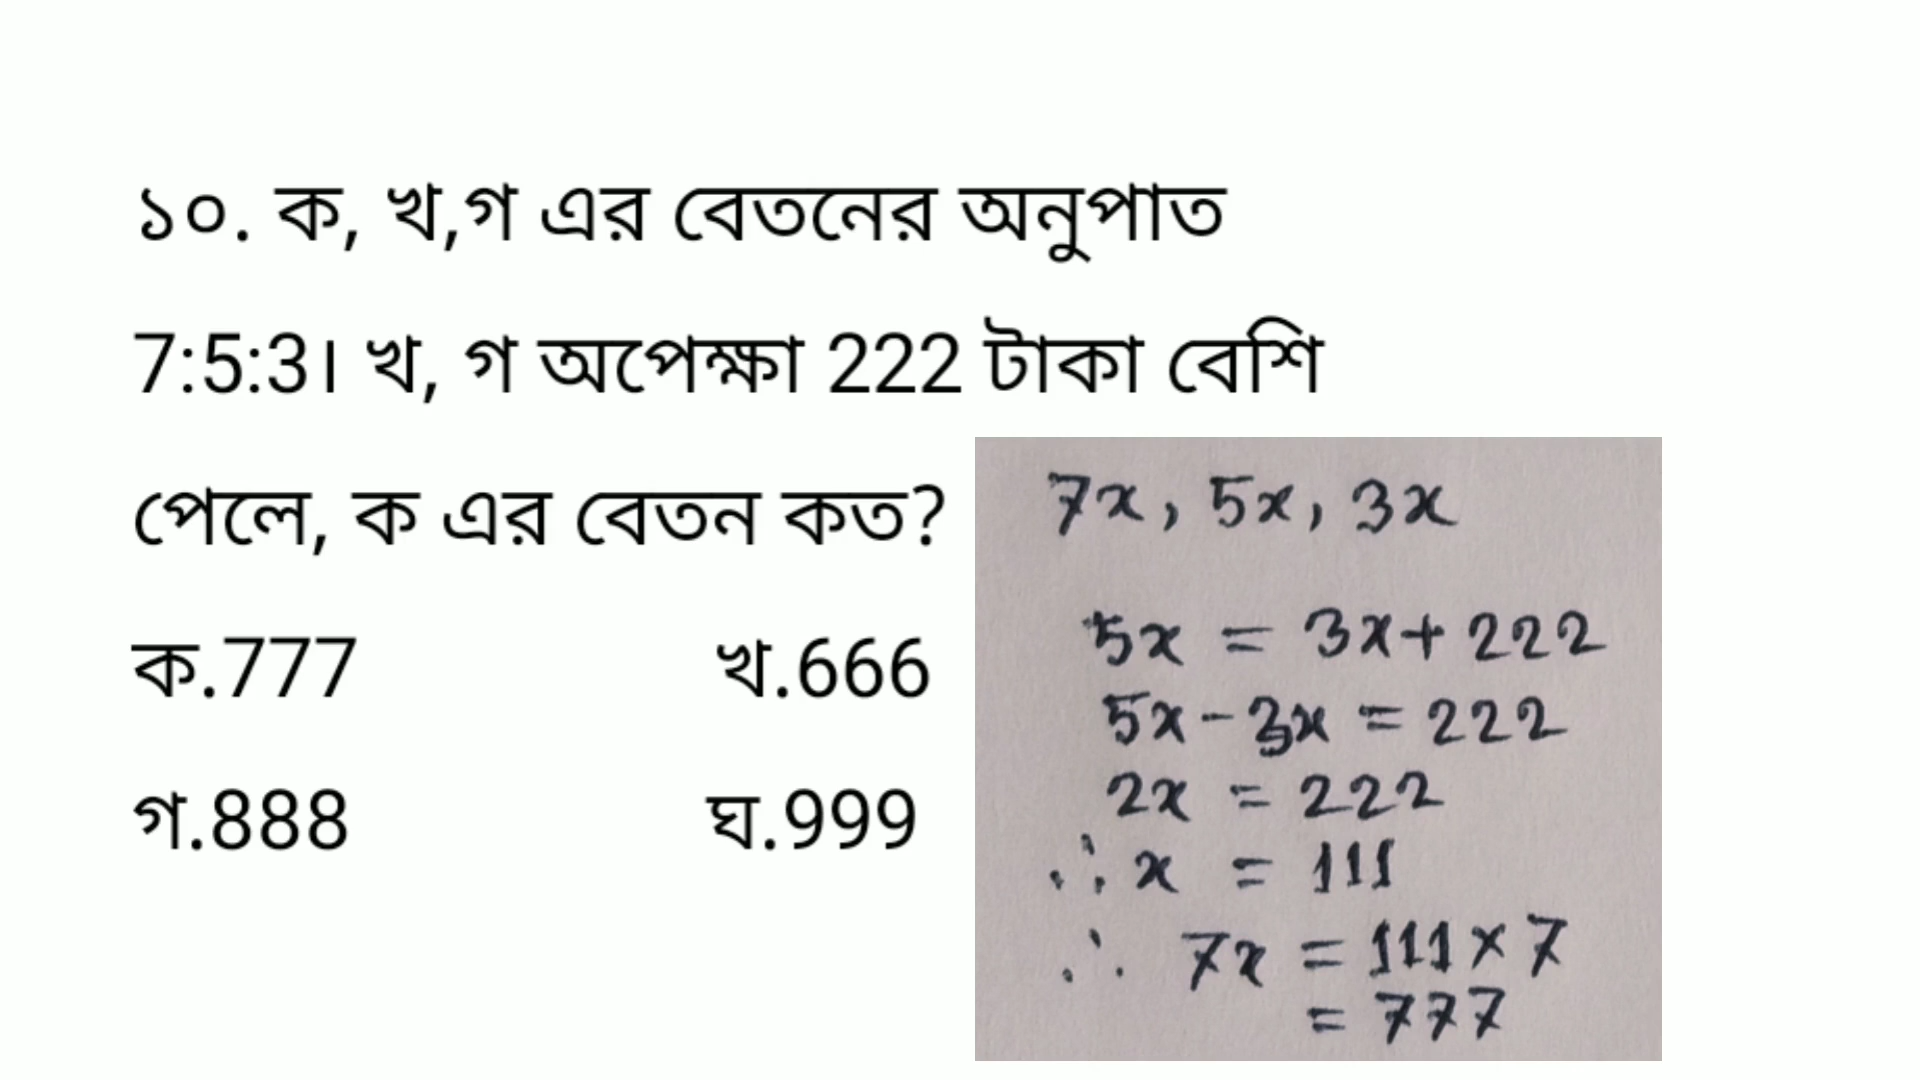 ১০. ক, খ,গ এর বেতনের অনুপাত
7:5:3। খ, গ অপেক্ষা 222 টাকা বেশি
পেলে, ক এর বেতন কত?
ক.777 খ.666
গ.888 ঘ.999
7x, 5x, 3x
5x = 3x+ 222
5x - 3x = 222
2x = 222
∴ x = 111
∴ 7x = 111 × 7
= 777